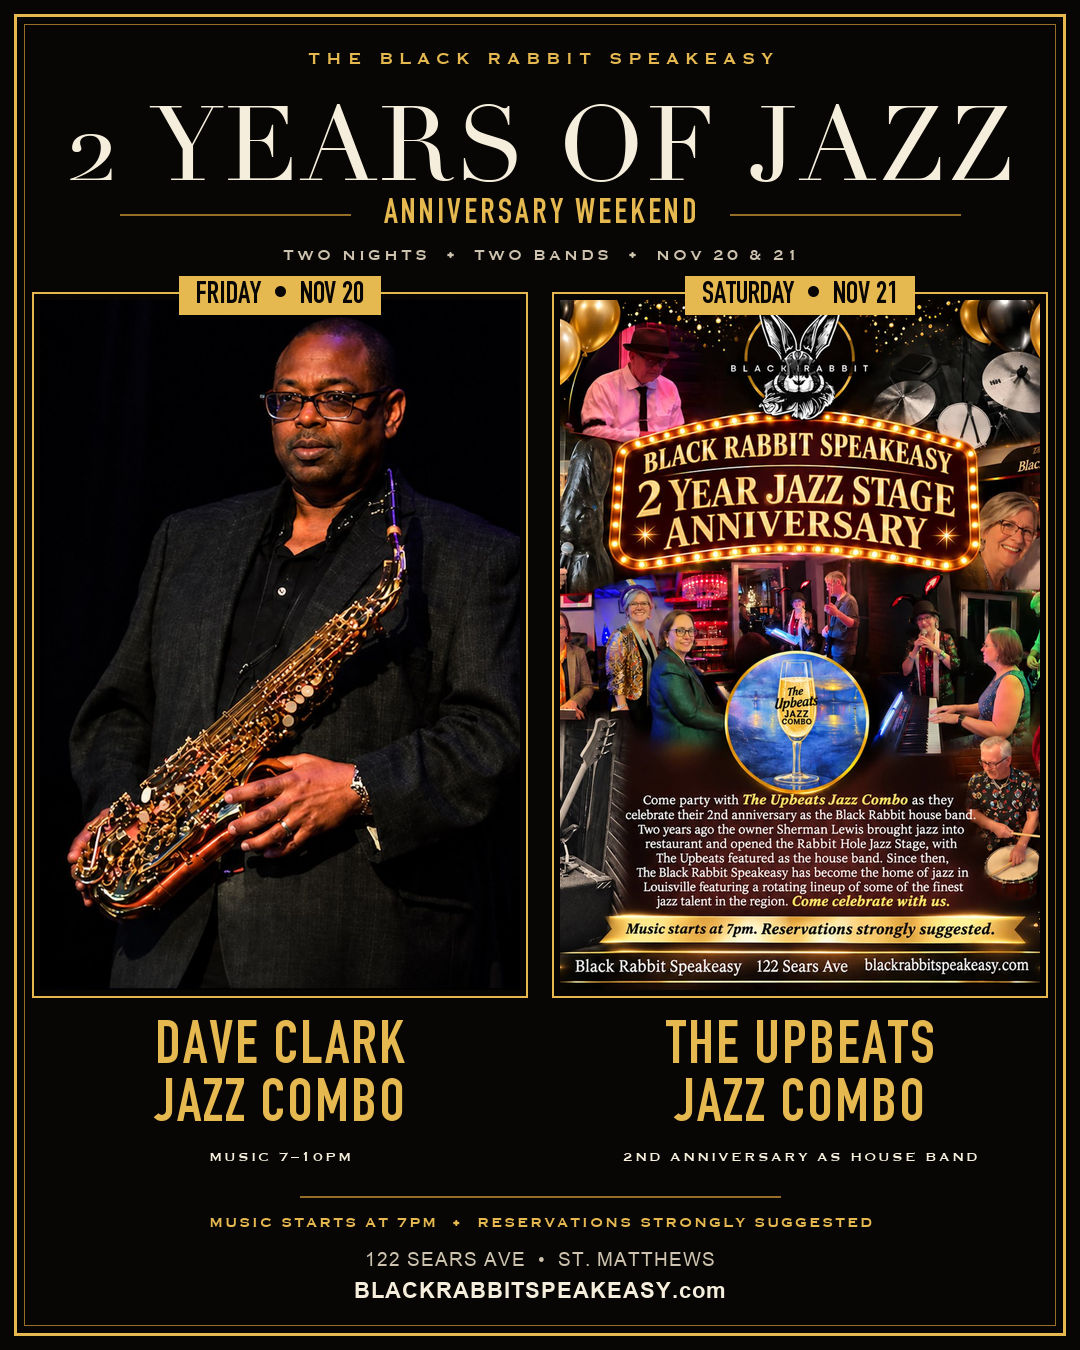 THE BLACK RABBIT SPEAKEASY
2 YEARS OF JAZZ
ANNIVERSARY WEEKEND
TWO NIGHTS + TWO BANDS + NOV 20 & 21
FRIDAY • NOV 20
SATURDAY • NOV 21
BLACK RABBIT
BLACK RABBIT SPEAKEASY
2 YEAR JAZZ STAGE
ANNIVERSARY
The
Upbeats
JAZZ
COMBO
Come party with The Upbeats Jazz Combo as they
celebrate their 2nd anniversary as the Black Rabbit house band.
Two years ago the owner Sherman Lewis brought jazz into
restaurant and opened the Rabbit Hole Jazz Stage, with
The Upbeats featured as the house band. Since then,
The Black Rabbit Speakeasy has become the home of jazz in
Louisville featuring a rotating lineup of some of the finest
jazz talent in the region. Come celebrate with us.
Music starts at 7pm. Reservations strongly suggested.
Black Rabbit Speakeasy 122 Sears Ave blackrabbitspeakeasy.com
DAVE CLARK
JAZZ COMBO
MUSIC 7–10PM
THE UPBEATS
JAZZ COMBO
2ND ANNIVERSARY AS HOUSE BAND
MUSIC STARTS AT 7PM + RESERVATIONS STRONGLY SUGGESTED
122 SEARS AVE • ST. MATTHEWS
BLACKRABBITSPEAKEASY.com